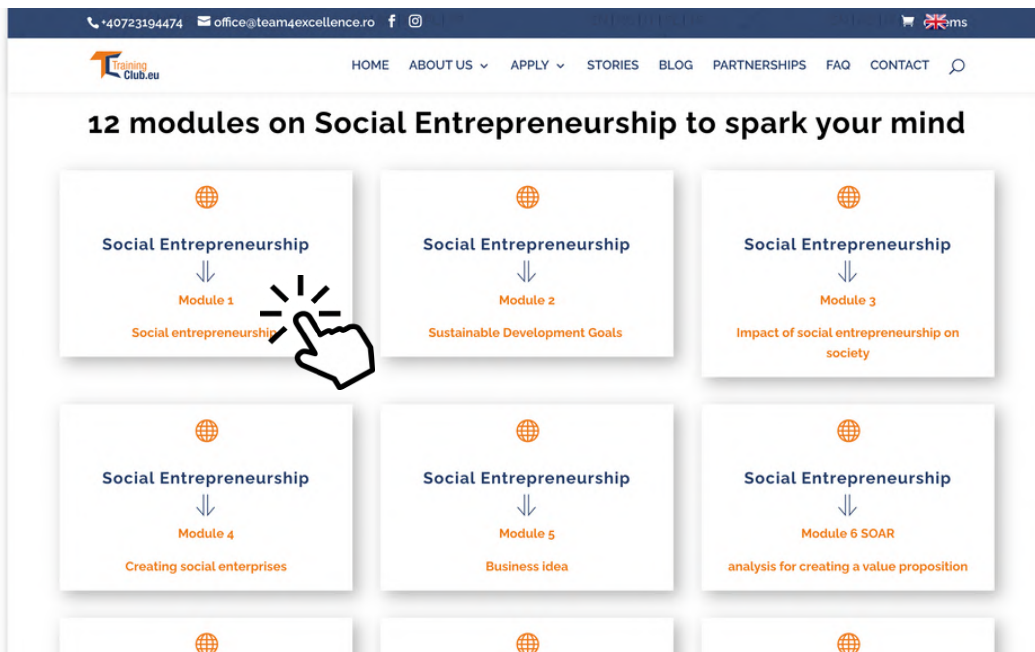 +40723194474 office@team4excellence.ro
ems
Training
Club.eu
HOME ABOUT US APPLY STORIES BLOG PARTNERSHIPS FAQ CONTACT
12 modules on Social Entrepreneurship to spark your mind
Social Entrepreneurship
Module 1
Social entrepreneurship
Social Entrepreneurship
Module 2
Sustainable Development Goals
Social Entrepreneurship
Module 3
Impact of social entrepreneurship on
society
Social Entrepreneurship
Module 4
Creating social enterprises
Social Entrepreneurship
Module 5
Business idea
Social Entrepreneurship
Module 6 SOAR
analysis for creating a value proposition